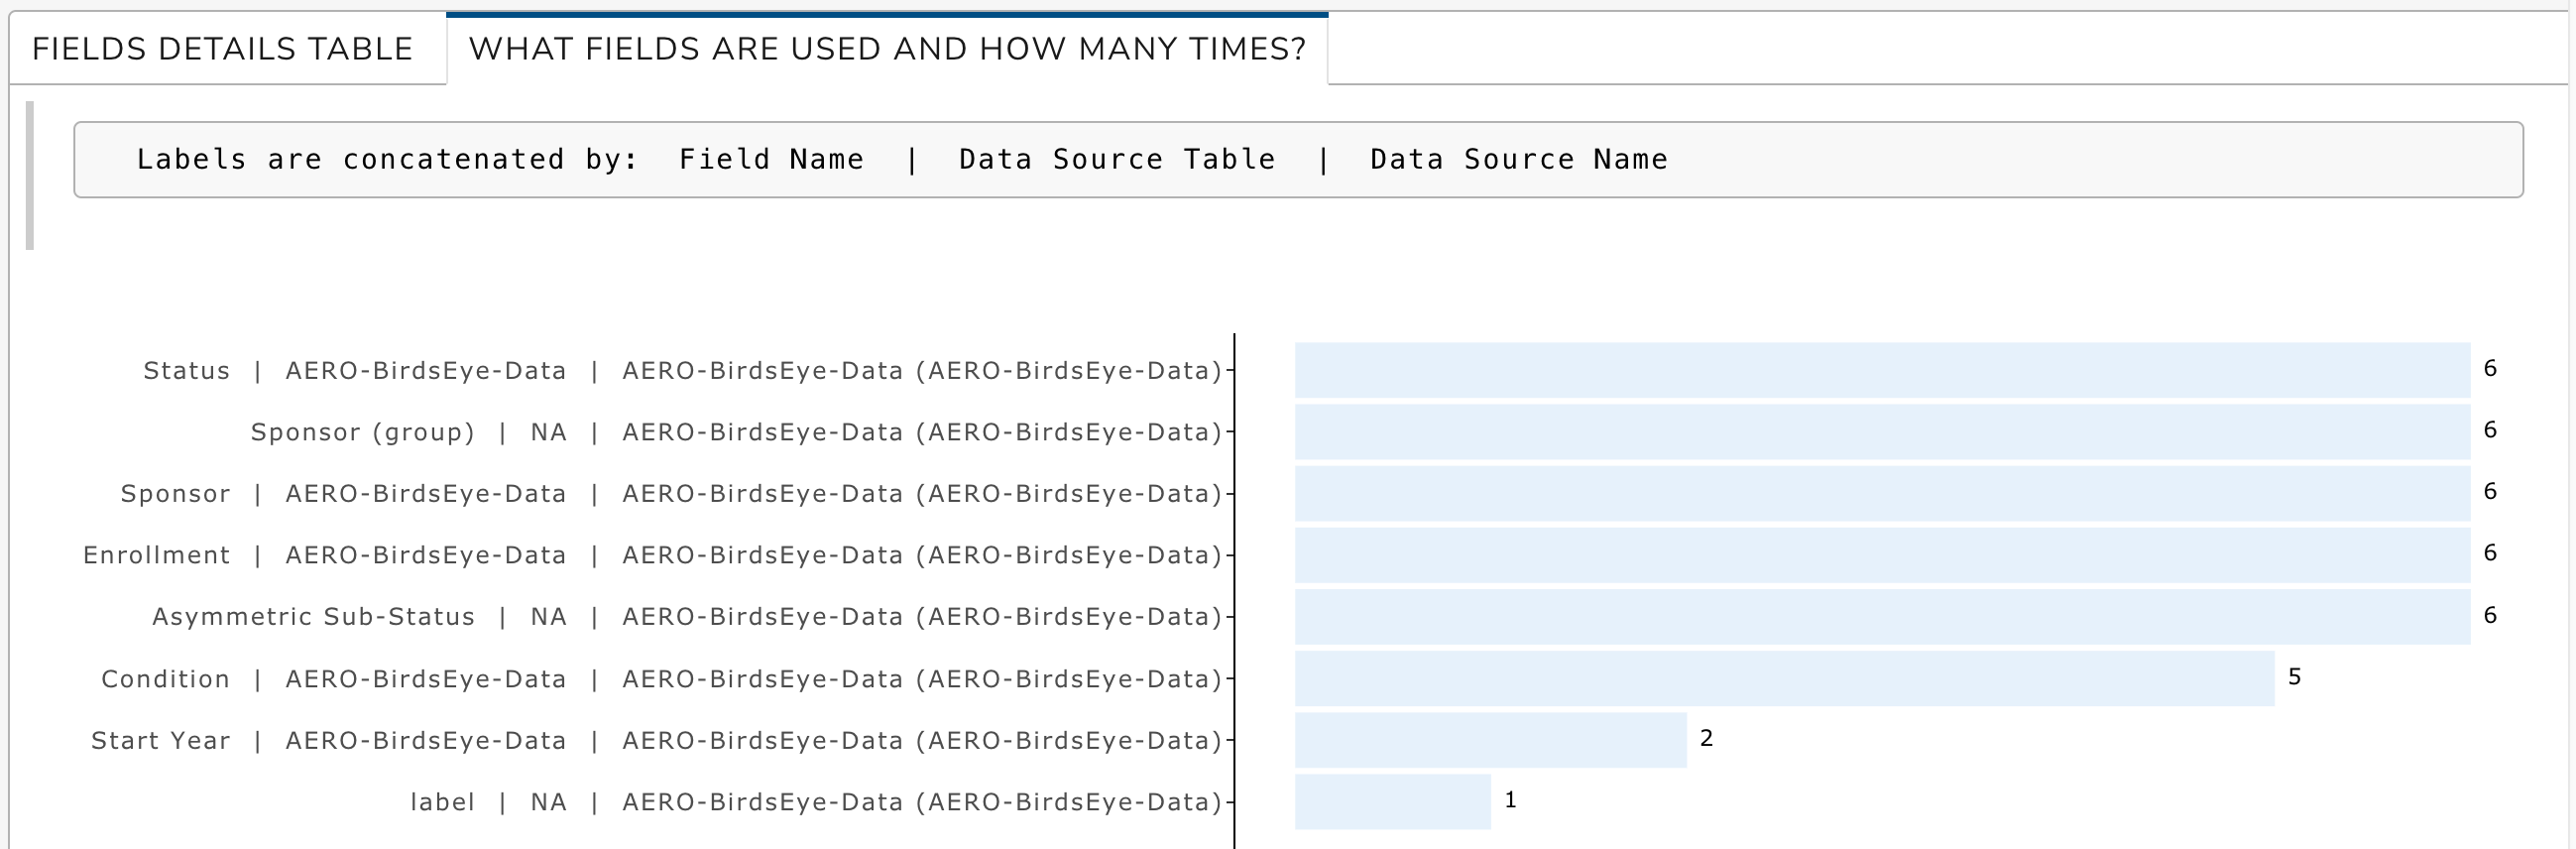 FIELDS DETAILS TABLE
WHAT FIELDS ARE USED AND HOW MANY TIMES?
Labels are concatenated by: Field Name | Data Source Table | Data Source Name
Status | AERO-BirdsEye-Data | AERO-BirdsEye-Data (AERO-BirdsEye-Data) 6
Sponsor (group) | NA | AERO-BirdsEye-Data (AERO-BirdsEye-Data) 6
Sponsor | AERO-BirdsEye-Data | AERO-BirdsEye-Data (AERO-BirdsEye-Data) 6
Enrollment | AERO-BirdsEye-Data | AERO-BirdsEye-Data (AERO-BirdsEye-Data) 6
Asymmetric Sub-Status | NA | AERO-BirdsEye-Data (AERO-BirdsEye-Data) 6
Condition | AERO-BirdsEye-Data | AERO-BirdsEye-Data (AERO-BirdsEye-Data) 5
Start Year | AERO-BirdsEye-Data | AERO-BirdsEye-Data (AERO-BirdsEye-Data) 2
label | NA | AERO-BirdsEye-Data (AERO-BirdsEye-Data) 1